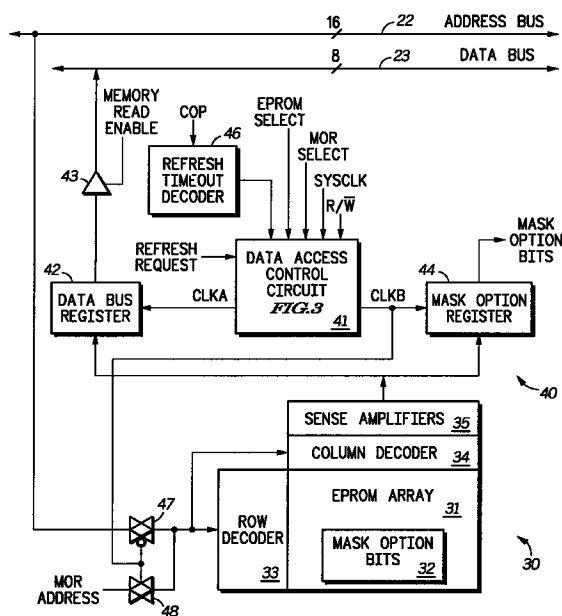 16
22
ADDRESS BUS
8
23
DATA BUS
MEMORY
READ
ENABLE
COP
46
EPROM
SELECT
MOR
SELECT
SYSCLK
R/W̅
43
REFRESH
TIMEOUT
DECODER
REFRESH
REQUEST
MASK
OPTION
BITS
42
DATA BUS
REGISTER
CLKA
DATA ACCESS
CONTROL
CIRCUIT
FIG.3
41
CLKB
44
MASK OPTION
REGISTER
40
SENSE AMPLIFIERS
35
COLUMN DECODER
34
47
ROW
DECODER
33
EPROM ARRAY
31
MASK OPTION
BITS
32
30
MOR
ADDRESS
48